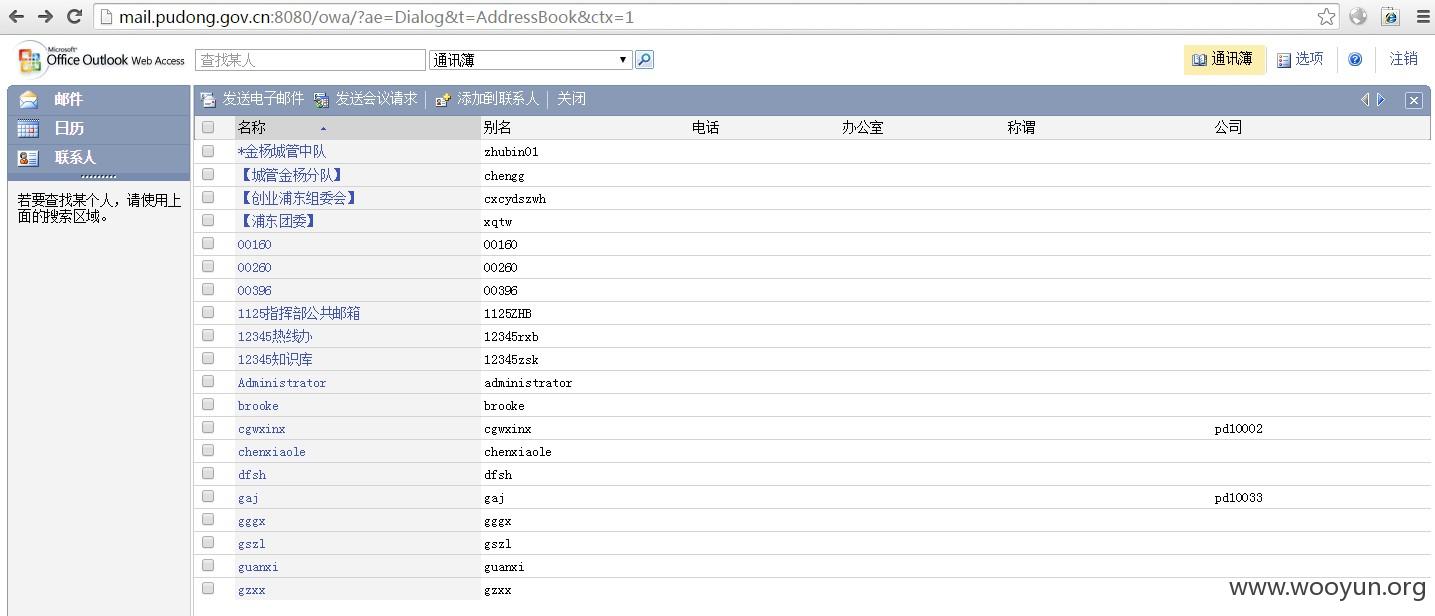 mail.pudong.gov.cn:8080/owa/?ae=Dialog&t=AddressBook&ctx=1
Microsoft®
Office Outlook Web Access 查找某人 通讯簿 通讯簿 选项 注销
邮件
日历
联系人
若要查找某个人，请使用上
面的搜索区域。
发送电子邮件 发送会议请求 添加到联系人 关闭
名称 别名 电话 办公室 称谓 公司
*金杨城管中队 zhubin01
【城管金杨分队】 chengg
【创业浦东组委会】 cxcydszwh
【浦东团委】 xqtw
00160 00160
00260 00260
00396 00396
1125指挥部公共邮箱 1125ZHB
12345热线办 12345rxb
12345知识库 12345zsk
Administrator administrator
brooke brooke
cgwxinx cgwxinx pd10002
chenxiaole chenxiaole
dfsh dfsh
gaj gaj pd10033
gggx gggx
gszl gszl
guanxi guanxi
gzxx gzxx
www.wooyun.org